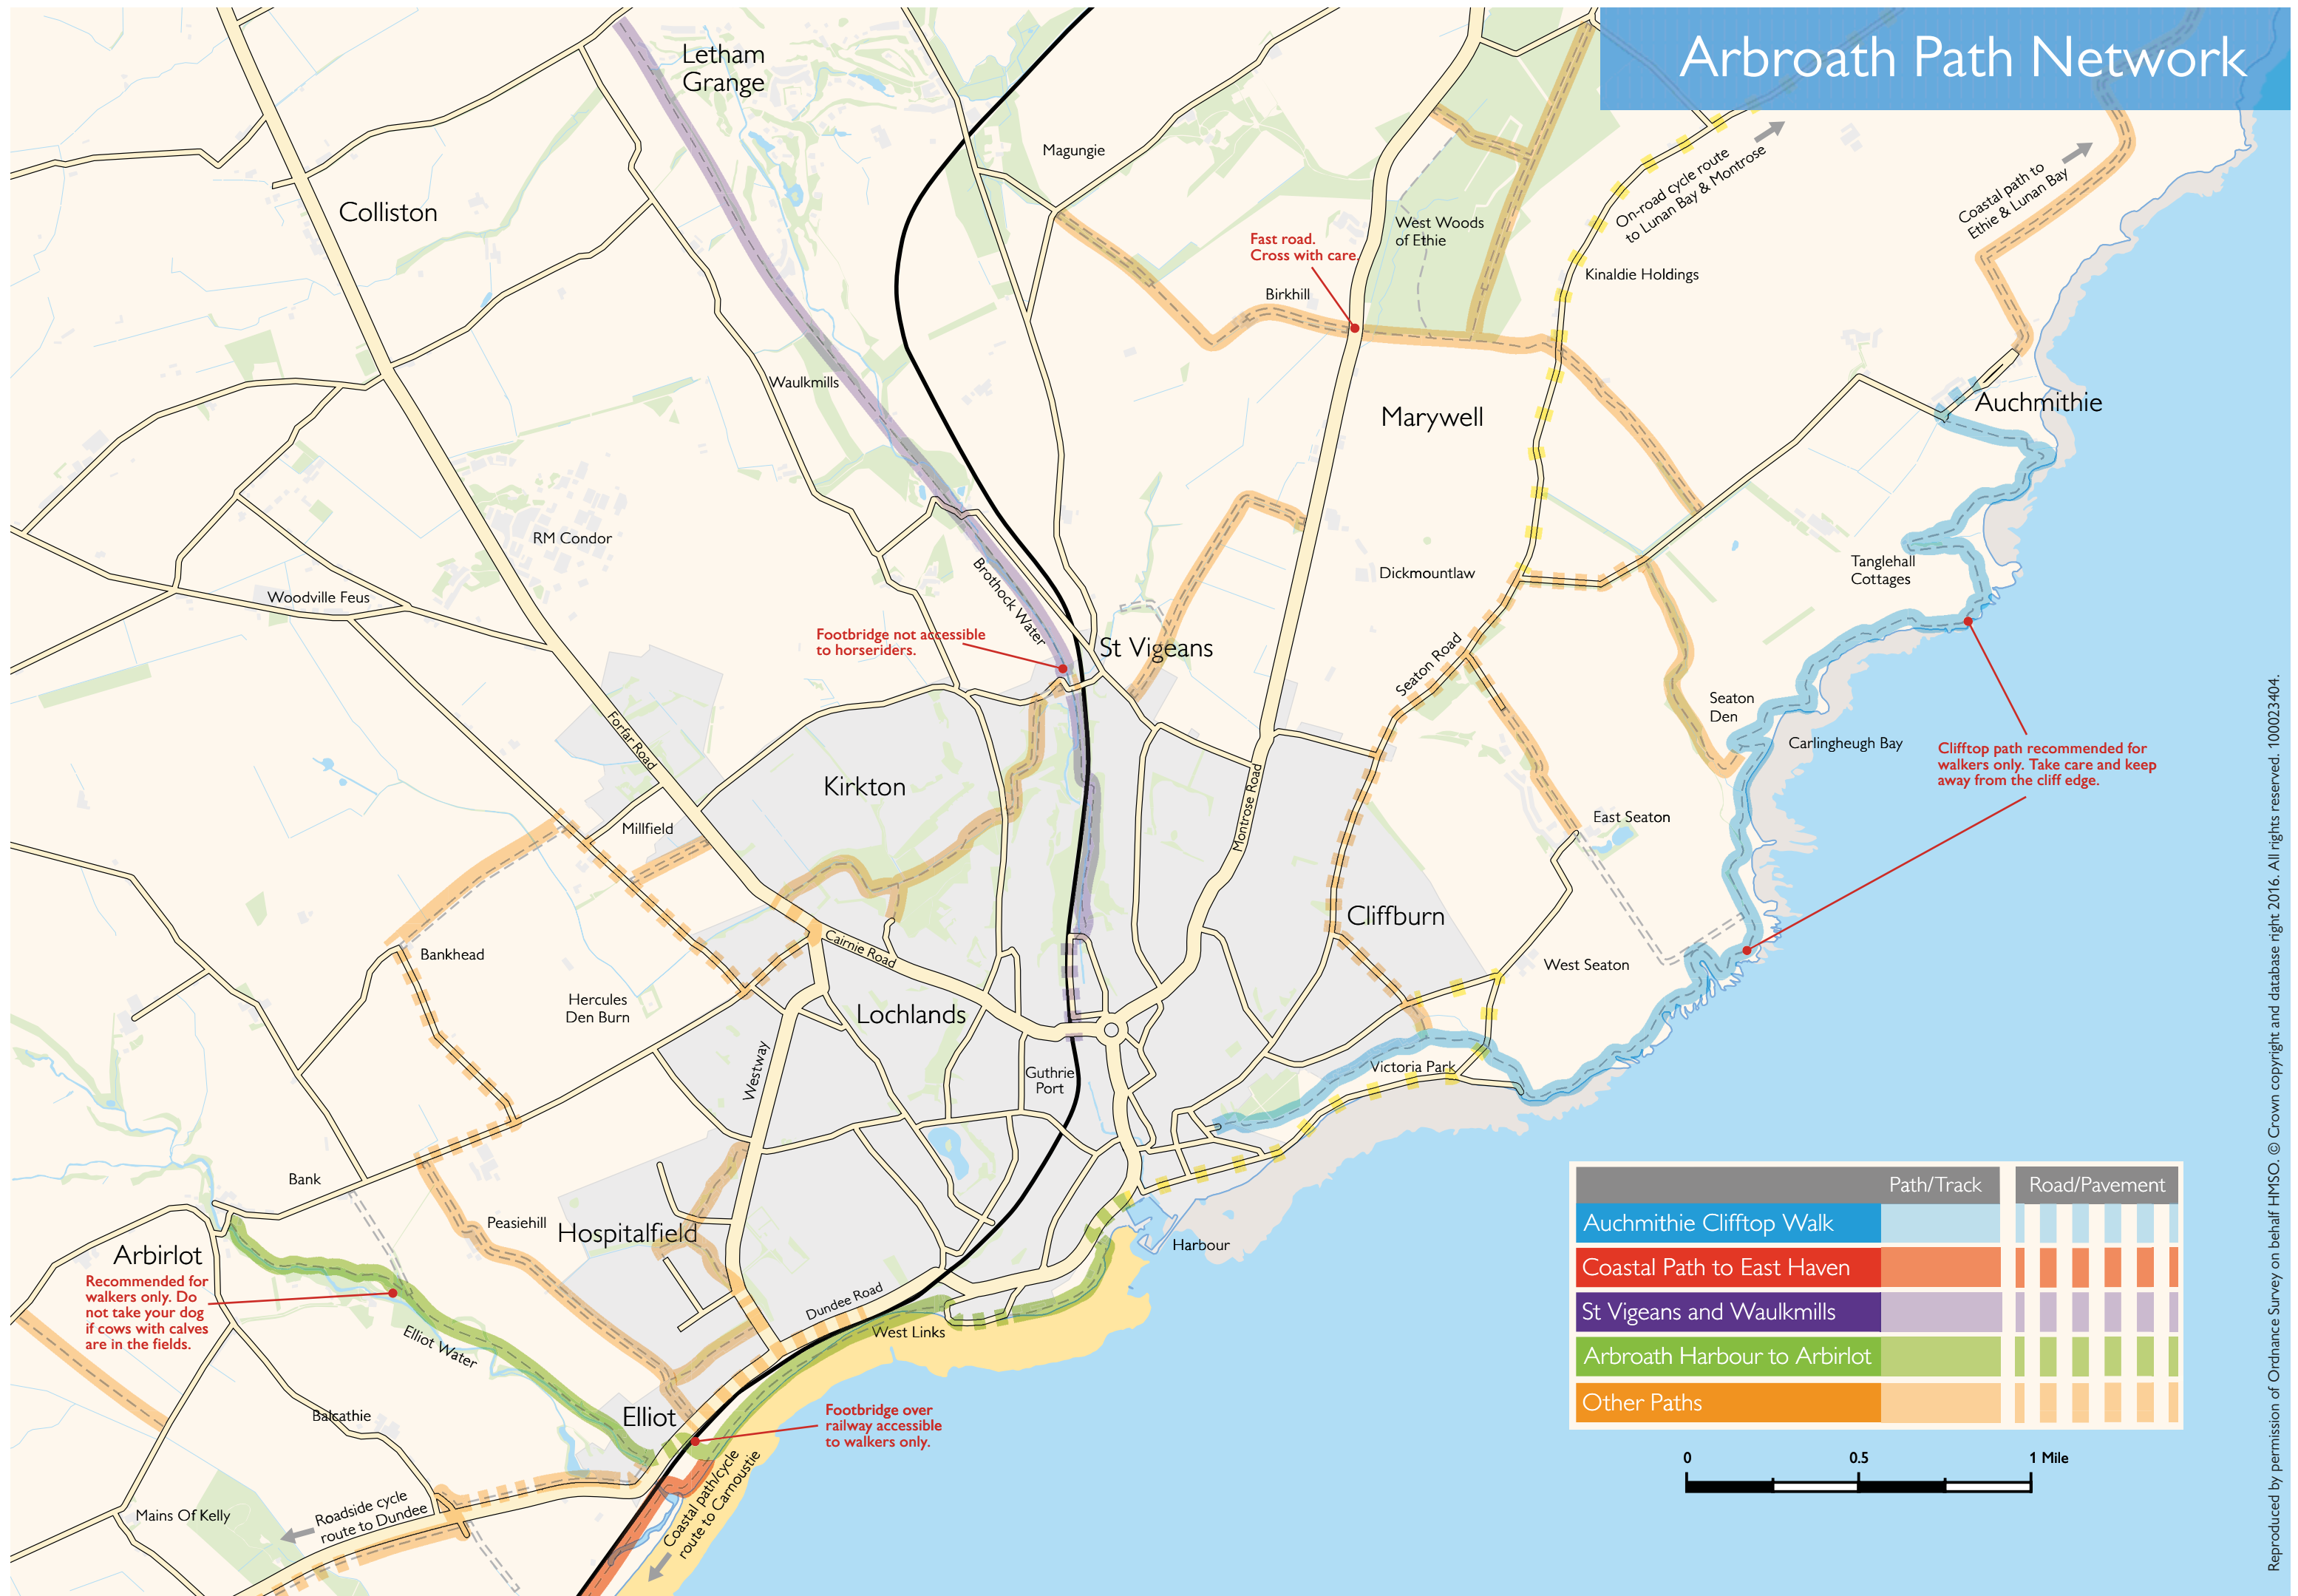 Arbroath Path Network
Letham
Grange
Magungie
Colliston
On-road cycle route
to Lunan Bay & Montrose
Coastal path to
Ethie & Lunan Bay
West Woods
of Ethie
Fast road.
Cross with care.
Kinaldie Holdings
Birkhill
Waulkmills
Marywell
Auchmithie
RM Condor
Brothock Water
Dickmountlaw
Tanglehall
Cottages
Woodville Feus
Footbridge not accessible
to horseriders.
St Vigeans
Seaton Road
Forfar Road
Seaton
Den
Carlingheugh Bay
Clifftop path recommended for
walkers only. Take care and keep
away from the cliff edge.
Kirkton
Millfield
Montrose Road
East Seaton
Cliffburn
Cairnie Road
Bankhead
West Seaton
Hercules
Den Burn
Lochlands
Westway
Guthrie
Port
Victoria Park
Bank
Peasiehill
Hospitalfield
Harbour
Arbirlot
Recommended for
walkers only. Do
not take your dog
if cows with calves
are in the fields.
Elliot Water
Dundee Road
West Links
Balcathie
Elliot
Footbridge over
railway accessible
to walkers only.
Coastal path/cycle
route to Carnoustie
Mains Of Kelly
Roadside cycle
route to Dundee
Path/Track
Road/Pavement
Auchmithie Clifftop Walk
Coastal Path to East Haven
St Vigeans and Waulkmills
Arbroath Harbour to Arbirlot
Other Paths
0 0.5 1 Mile
Reproduced by permission of Ordnance Survey on behalf HMSO. © Crown copyright and database right 2016. All rights reserved. 100023404.